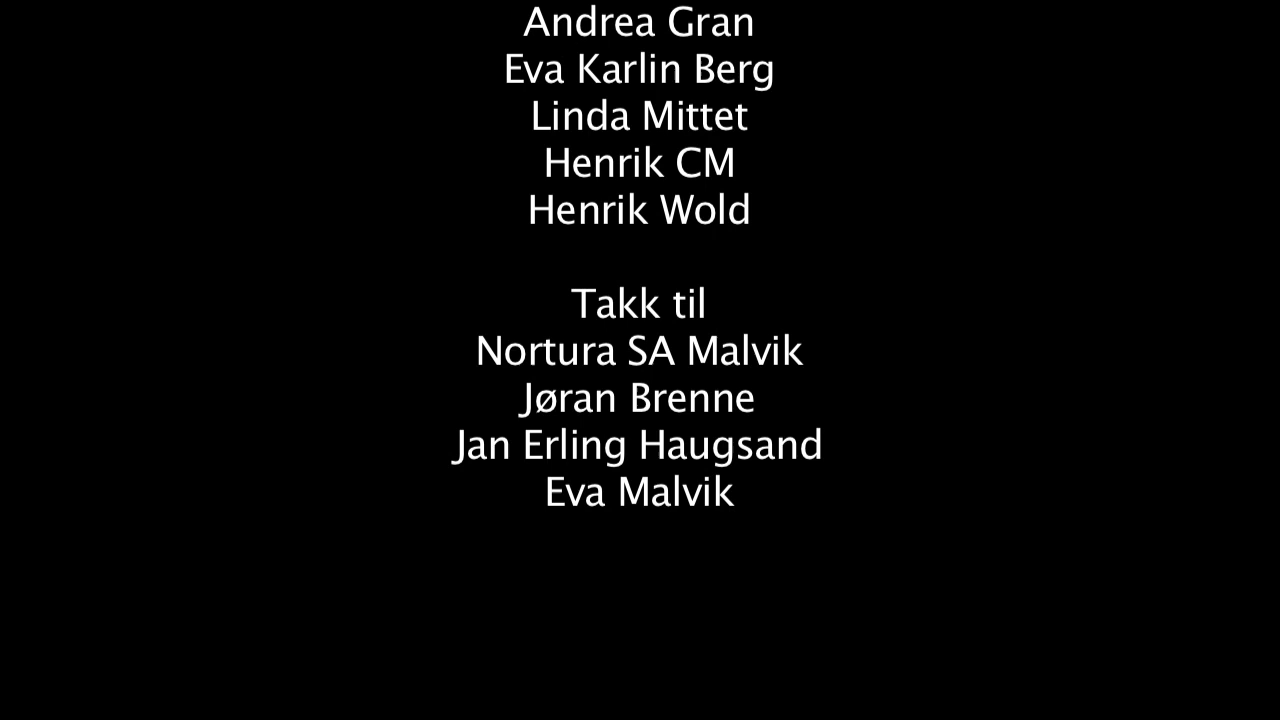 Andrea Gran
Eva Karlin Berg
Linda Mittet
Henrik CM
Henrik Wold
Takk til
Nortura SA Malvik
Jøran Brenne
Jan Erling Haugsand
Eva Malvik